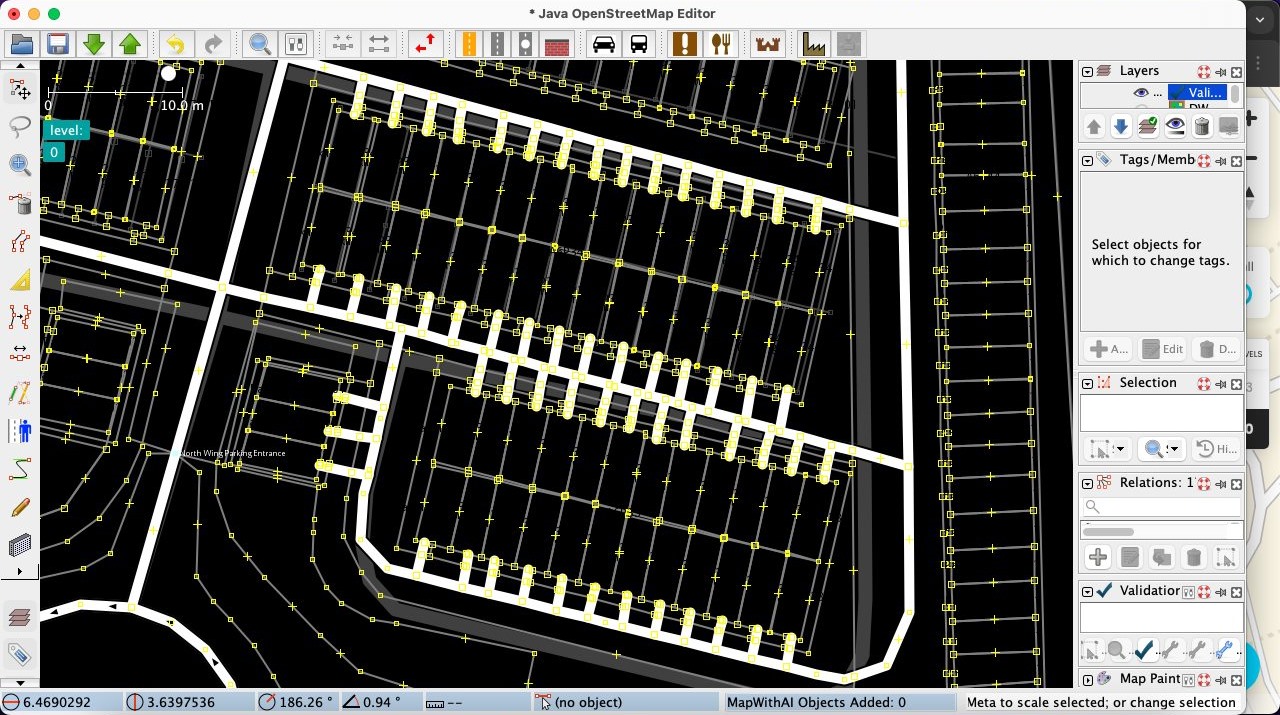 * Java OpenStreetMap Editor
Layers
0
10.0 m
Vali...
level:
0
Tags/Memb
Select objects for
which to change tags.
A...
Edit
D...
Selection
Hi...
North Wing Parking Entrance
Relations: 1
Validation
Map Paint
6.4690292
3.6397536
186.26 °
0.94 °
--
(no object)
MapWithAI Objects Added: 0
Meta to scale selected; or change selection